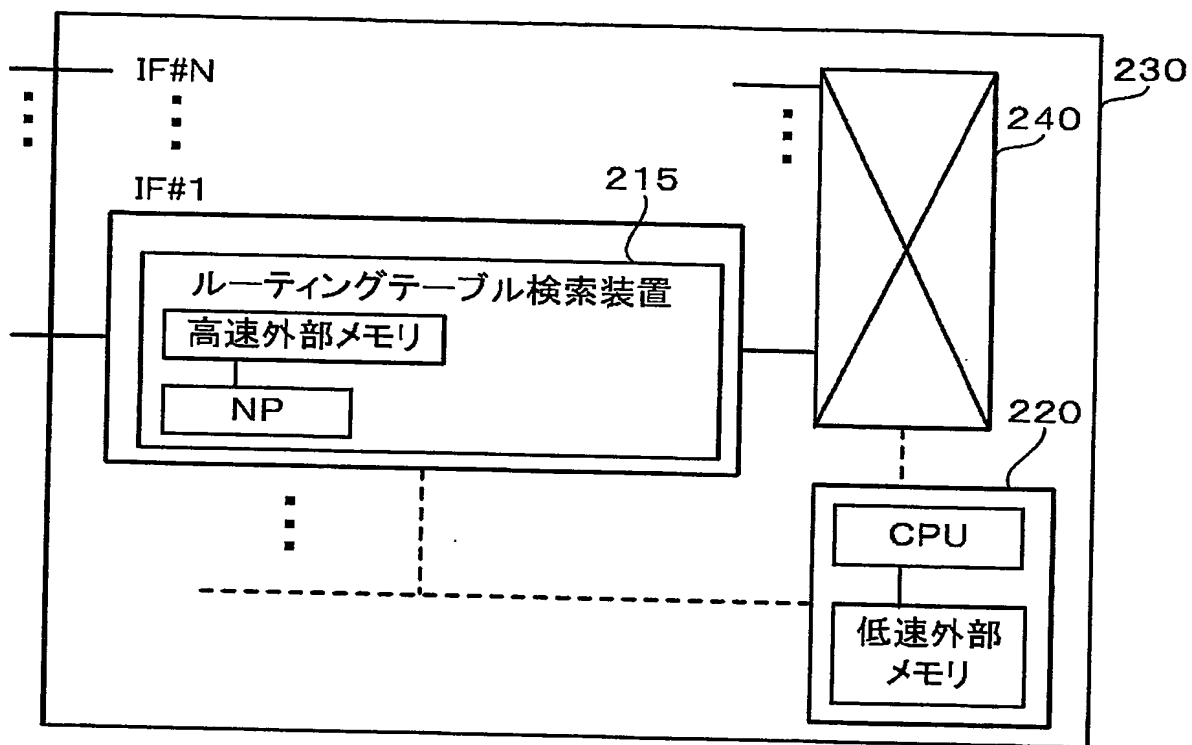 IF#N
230
240
IF#1
215
ルーティングテーブル検索装置
高速外部メモリ
NP
220
CPU
低速外部
メモリ